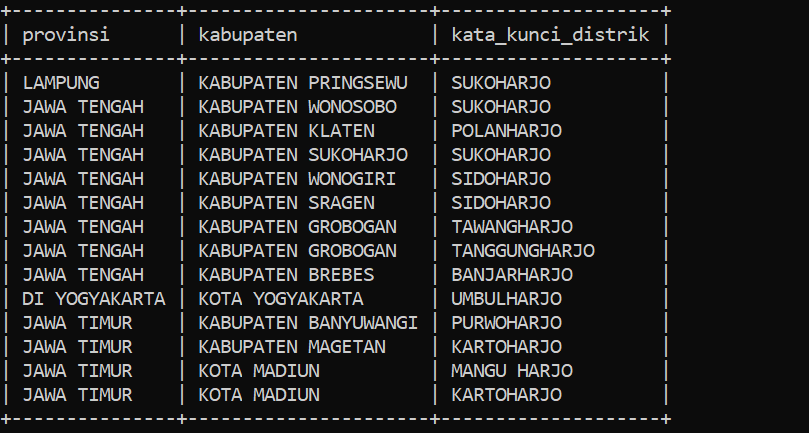 +---------------+----------------------+--------------------+
| provinsi      | kabupaten            | kata_kunci_distrik |
+---------------+----------------------+--------------------+
| LAMPUNG       | KABUPATEN PRINGSEWU  | SUKOHARJO          |
| JAWA TENGAH   | KABUPATEN WONOSOBO   | SUKOHARJO          |
| JAWA TENGAH   | KABUPATEN KLATEN     | POLANHARJO         |
| JAWA TENGAH   | KABUPATEN SUKOHARJO  | SUKOHARJO          |
| JAWA TENGAH   | KABUPATEN WONOGIRI   | SIDOHARJO          |
| JAWA TENGAH   | KABUPATEN SRAGEN     | SIDOHARJO          |
| JAWA TENGAH   | KABUPATEN GROBOGAN   | TAWANGHARJO        |
| JAWA TENGAH   | KABUPATEN GROBOGAN   | TANGGUNGHARJO      |
| JAWA TENGAH   | KABUPATEN BREBES     | BANJARHARJO        |
| DI YOGYAKARTA | KOTA YOGYAKARTA      | UMBULHARJO         |
| JAWA TIMUR    | KABUPATEN BANYUWANGI | PURWOHARJO         |
| JAWA TIMUR    | KABUPATEN MAGETAN    | KARTOHARJO         |
| JAWA TIMUR    | KOTA MADIUN          | MANGU HARJO        |
| JAWA TIMUR    | KOTA MADIUN          | KARTOHARJO         |
+---------------+----------------------+--------------------+